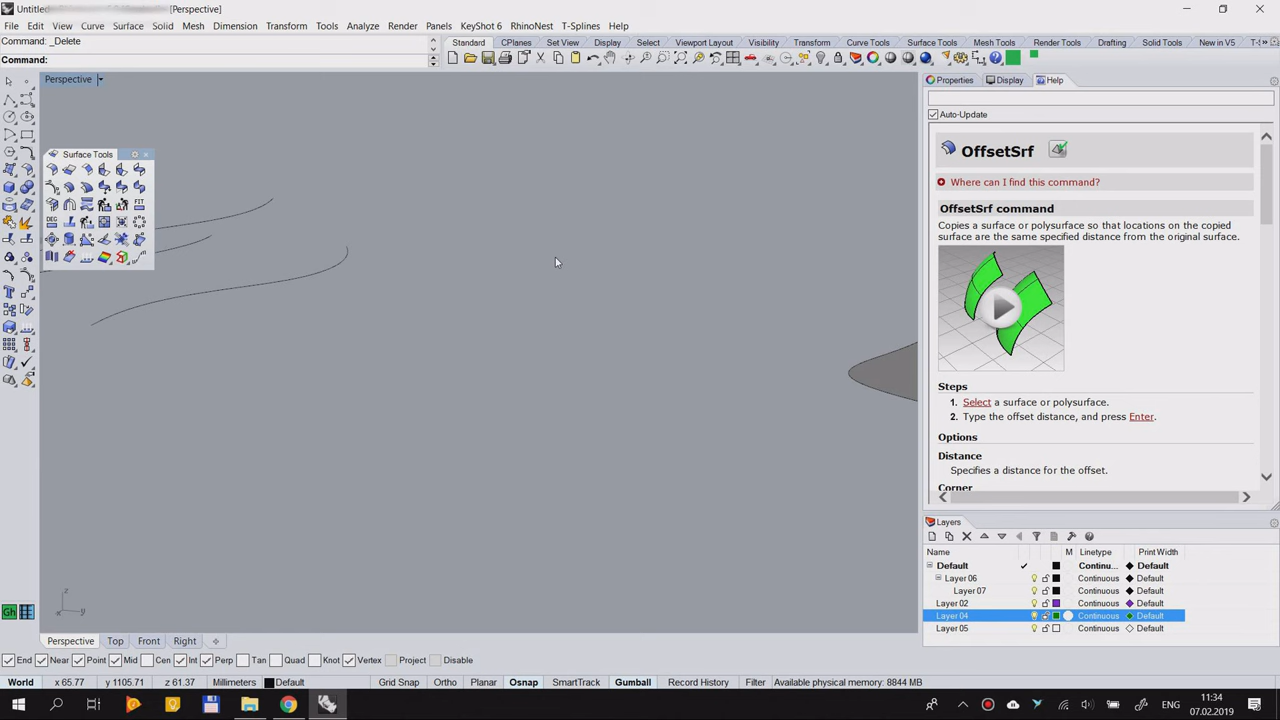 Untitled
[Perspective]
File Edit View Curve Surface Solid Mesh Dimension Transform Tools Analyze Render Panels KeyShot 6 RhinoNest T-Splines Help
Command: _Delete
Command:
Standard CPlanes Set View Display Select Viewport Layout Visibility Transform Curve Tools Surface Tools Mesh Tools Render Tools Drafting Solid Tools New in V5
Perspective
Properties Display Help
Auto-Update
Surface Tools
FIT
DEG
OffsetSrf
Where can I find this command?
OffsetSrf command
Copies a surface or polysurface so that locations on the copied
surface are the same specified distance from the original surface.
Steps
1. Select a surface or polysurface.
2. Type the offset distance, and press Enter.
Options
Distance
Specifies a distance for the offset.
Corner
Layers
Name M Linetype Print Width
Default Continu... Default
Layer 06 Continuous Default
Layer 07 Continuous Default
Layer 02 Continuous Default
Layer 04 Continuous Default
Layer 05 Continuous Default
z
x y
Gh
Perspective Top Front Right
End Near Point Mid Cen Int Perp Tan Quad Knot Vertex Project Disable
World x 65.77 y 1105.71 z 61.37 Millimeters Default Grid Snap Ortho Planar Osnap SmartTrack Gumball Record History Filter Available physical memory: 8844 MB
ENG
11:34
07.02.2019